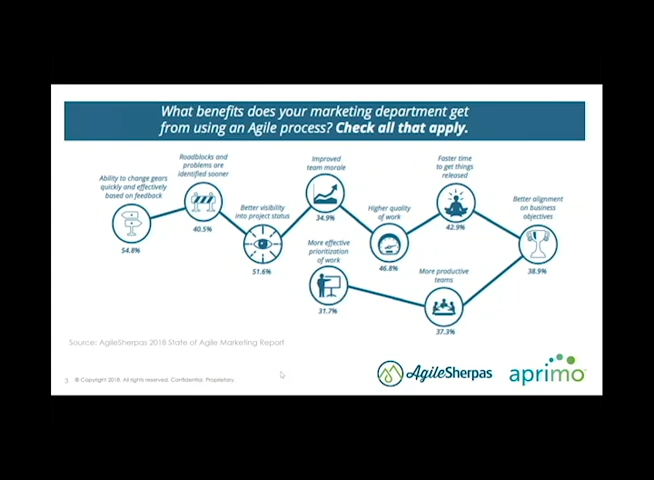 What benefits does your marketing department get
from using an Agile process? Check all that apply.
Ability to change gears
quickly and effectively
based on feedback
54.8%
Roadblocks and
problems are
identified sooner
40.5%
Better visibility
into project status
51.6%
Improved
team morale
34.9%
Higher quality
of work
46.8%
Faster time
to get things
released
42.9%
Better alignment
on business
objectives
38.9%
More productive
teams
37.3%
More effective
prioritization
of work
31.7%
Source: AgileSherpas 2018 State of Agile Marketing Report
3 © Copyright 2018. All rights reserved. Confidential. Proprietary.
AgileSherpas
aprimo